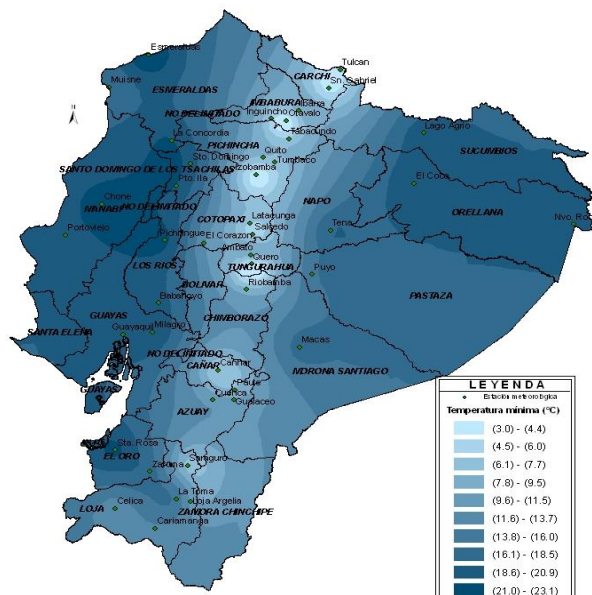 Esmeraldas
Tulcan
CARCHI
Sn. Gabriel
Muisne
ESMERALDAS
IMBABURA
Ibarra
Inguincho
Otavalo
NO DELIMITADO
Tabacundo
La Concordia
PICHINCHA
Lago Agrio
Quito
SUCUMBIOS
Sto. Domingo
Tumbaco
SANTO DOMINGO DE LOS TSACHILAS
Izobamba
Pto. Ila
El Coca
NAPO
Chone
MANABI
NO DELIMITADO
ORELLANA
COTOPAXI
Latacunga
Nvo. Ro
Portoviejo
Salcedo
Tena
Pichilingue
El Corazon
Ambato
LOS RIOS
Quero
TUNGURAHUA
Puyo
BOLIVAR
Riobamba
PASTAZA
Babahoyo
GUAYAS
CHIMBORAZO
SANTA ELENA
Guayaquil
Milagro
Macas
NO DELIMITADO
CAÑAR
Cañar
MORONA SANTIAGO
GUAYAS
Paute
Cuenca
Gualaceo
AZUAY
Sta. Rosa
EL ORO
Zaruma
Saraguro
La Toma
Loja Argelia
Celica
LOJA
ZAMORA CHINCHIPE
Cariamanga
LEYENDA
Estación meteorológica
Temperatura mínima (°C)
(3.0) - (4.4)
(4.5) - (6.0)
(6.1) - (7.7)
(7.8) - (9.5)
(9.6) - (11.5)
(11.6) - (13.7)
(13.8) - (16.0)
(16.1) - (18.5)
(18.6) - (20.9)
(21.0) - (23.1)